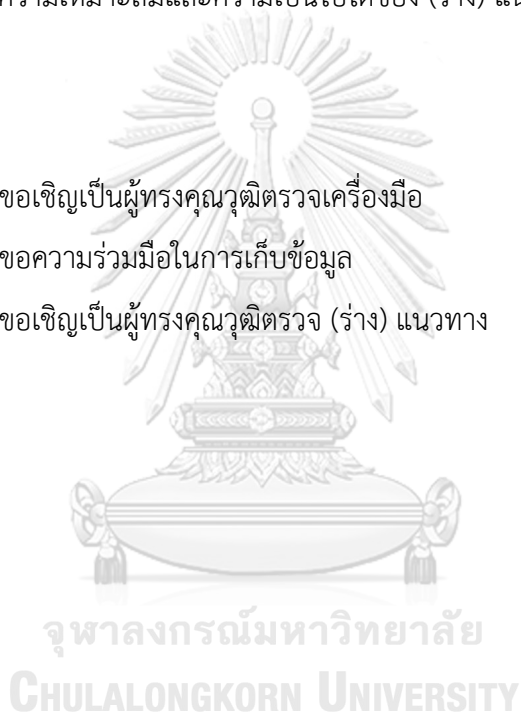 ความเหมาะสมและความเป็นไปได้ของ (ร่าง)
ขอเชิญเป็นผู้ทรงคุณวุฒิตรวจเครื่องมือ
ขอความร่วมมือในการเก็บข้อมูล
ขอเชิญเป็นผู้ทรงคุณวุฒิตรวจ (ร่าง) แนวทาง
จุฬาลงกรณ์มหาวิทยาลัย
CHULALONGKORN UNIVERSITY